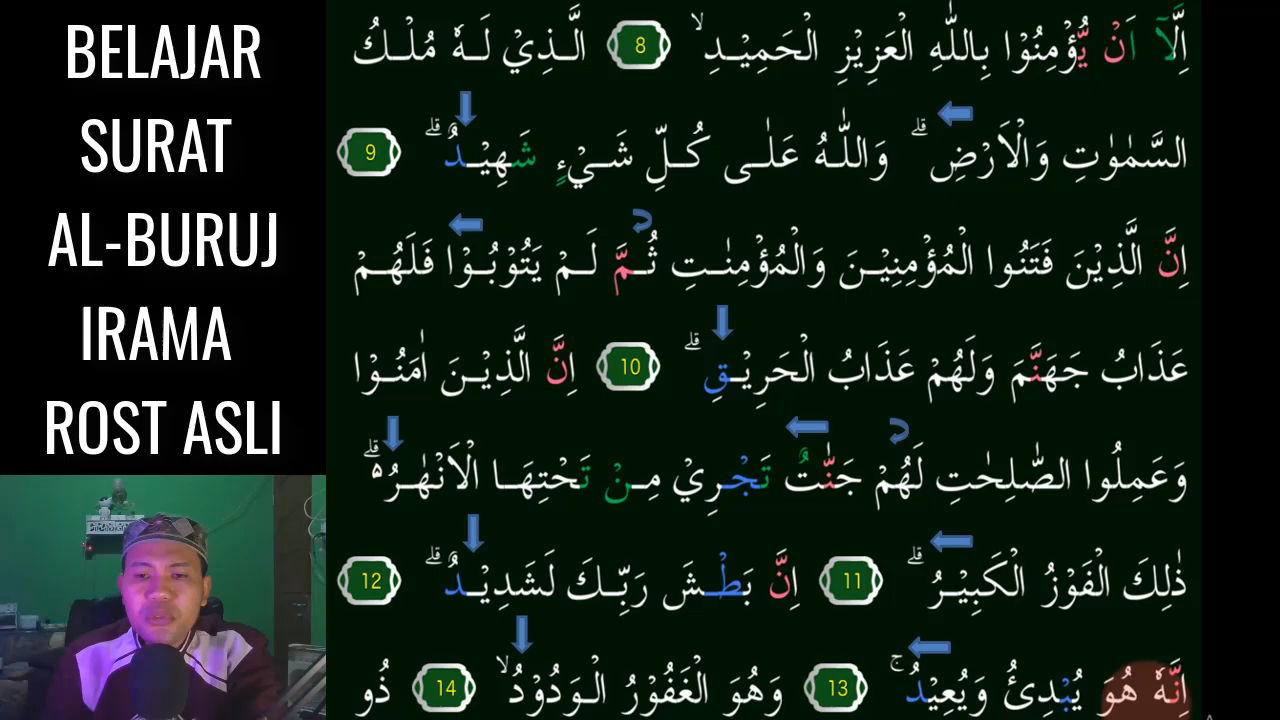 BELAJAR
SURAT
AL-BURUJ
IRAMA
ROST ASLI
اِلَّآ اَنْ يُّؤْمِنُوْا بِاللّٰهِ الْعَزِيْزِ الْحَمِيْدِۙ 8 الَّذِيْ لَهٗ مُلْكُ
السَّمٰوٰتِ وَالْاَرْضِ ۗ وَاللّٰهُ عَلٰى كُلِّ شَيْءٍ شَهِيْدٌ ۗ 9
اِنَّ الَّذِيْنَ فَتَنُوا الْمُؤْمِنِيْنَ وَالْمُؤْمِنٰتِ ثُمَّ لَمْ يَتُوْبُوْا فَلَهُمْ
عَذَابُ جَهَنَّمَ وَلَهُمْ عَذَابُ الْحَرِيْقِ ۗ 10 اِنَّ الَّذِيْنَ اٰمَنُوْا
وَعَمِلُوا الصّٰلِحٰتِ لَهُمْ جَنّٰتٌ تَجْرِيْ مِنْ تَحْتِهَا الْاَنْهٰرُ ەۗ
ذٰلِكَ الْفَوْزُ الْكَبِيْرُ ۗ 11 اِنَّ بَطْشَ رَبِّكَ لَشَدِيْدٌ ۗ 12
اِنَّهٗ هُوَ يُبْدِئُ وَيُعِيْدُ ۚ 13 وَهُوَ الْغَفُوْرُ الْوَدُوْدُۙ 14 ذُو